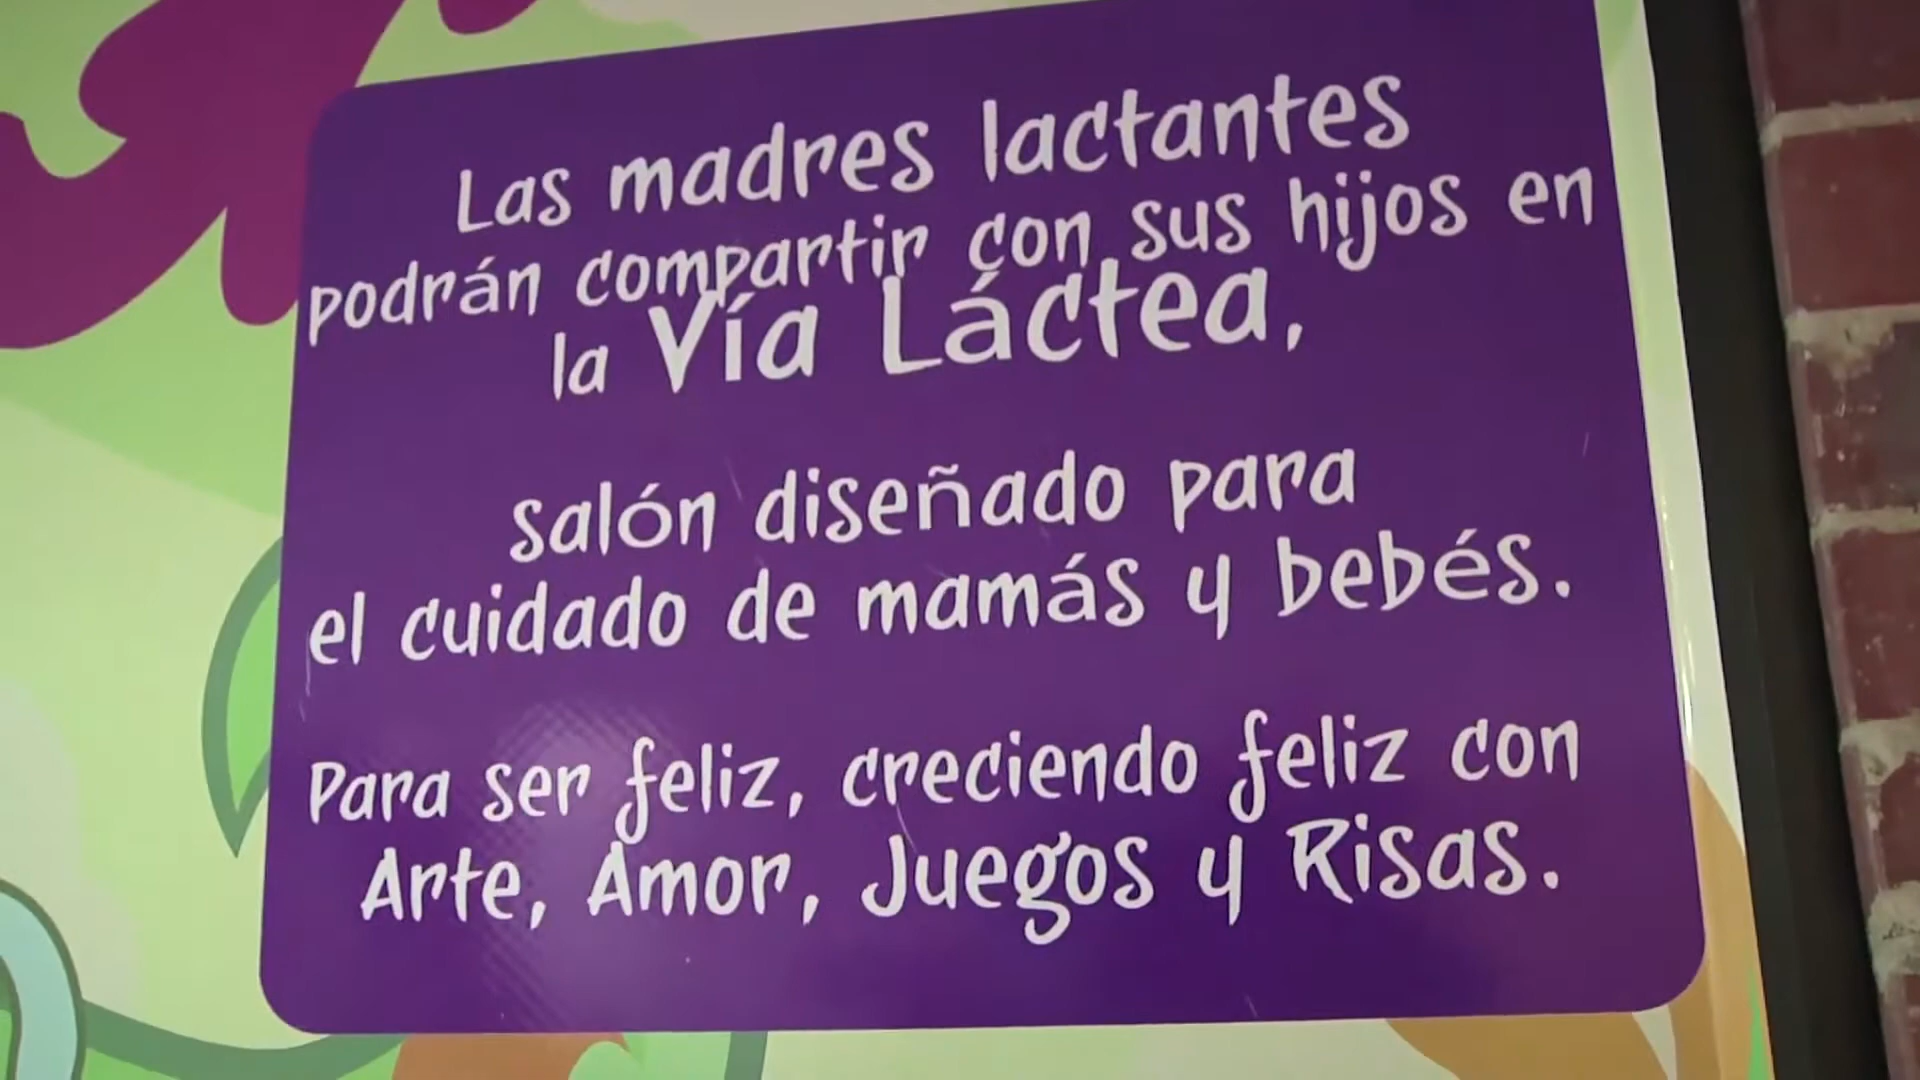 Las madres lactantes
podrán compartir con sus hijos en
la Vía Láctea,
salón diseñado para
el cuidado de mamás y bebés.
Para ser feliz, creciendo feliz con
Arte, Amor, Juegos y Risas.